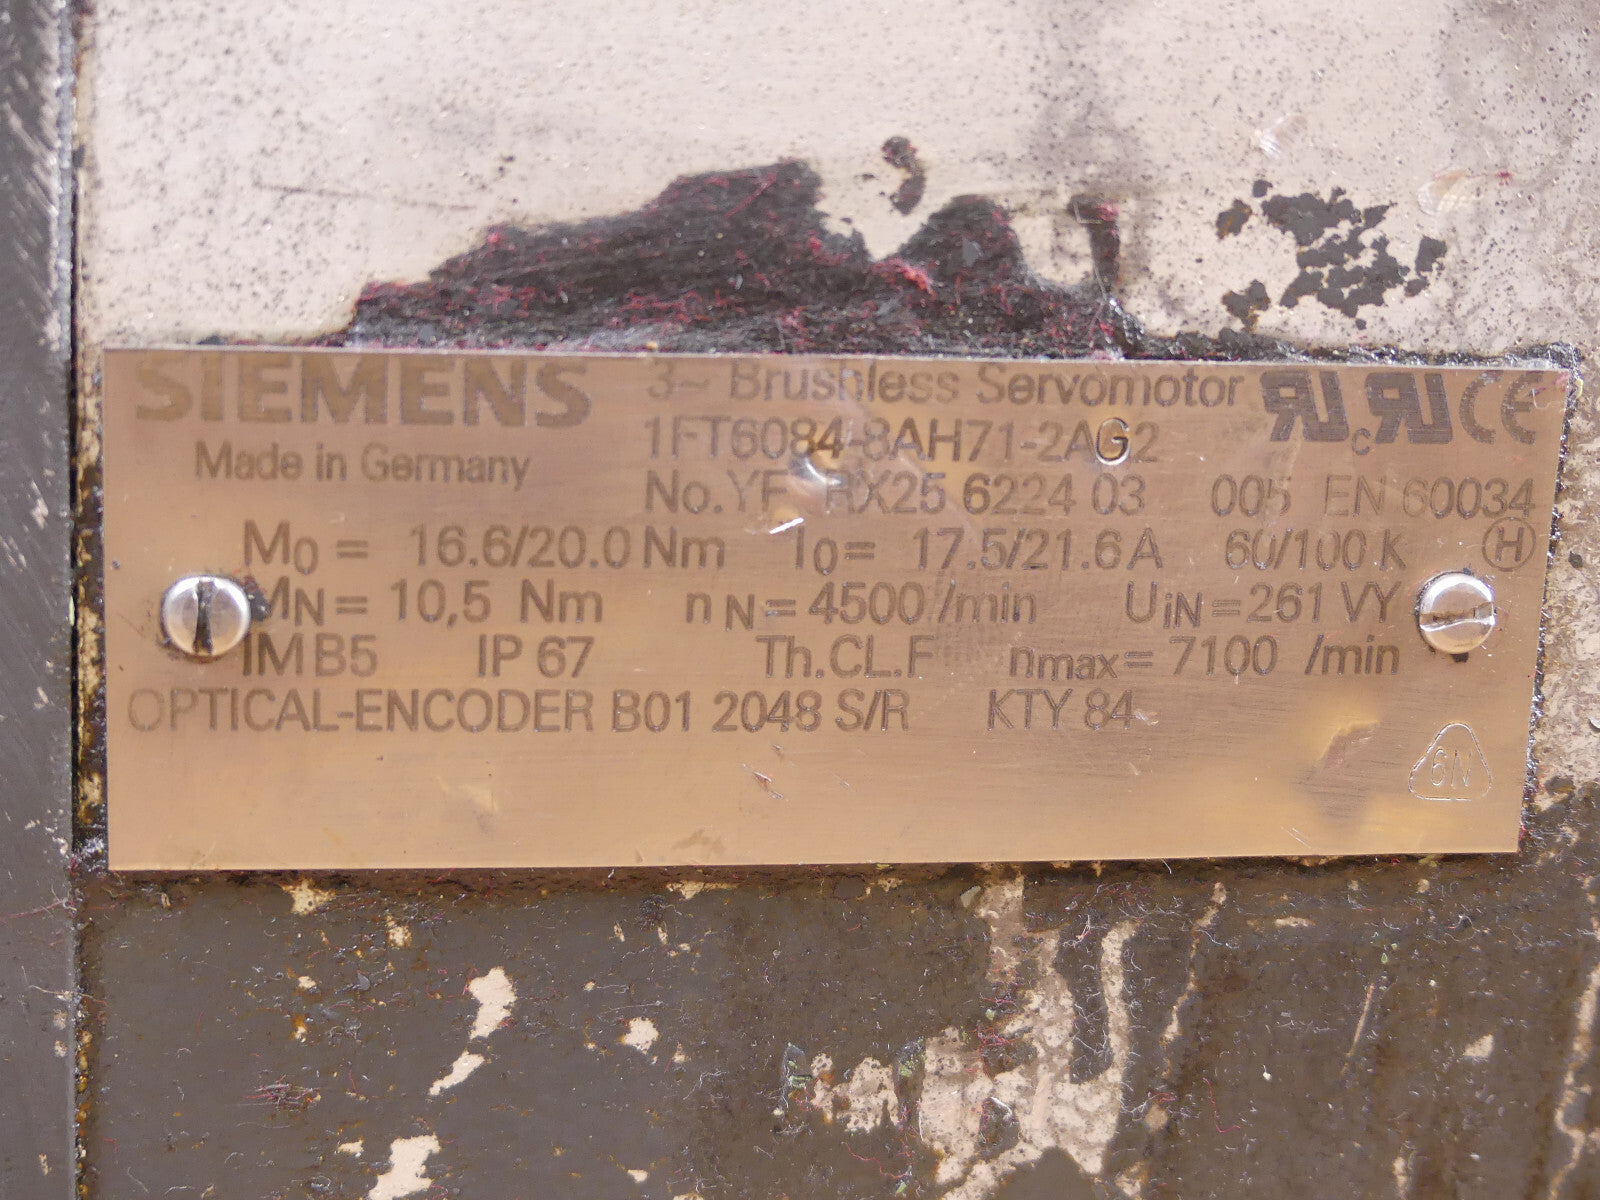 SIEMENS 3~ Brushless Servomotor
1FT6084-8AH71-2AG2
Made in Germany
No.YF RX25 6224 03 005 EN 60034
M0 = 16.6/20.0 Nm I0= 17.5/21.6 A 60/100 K H
MN = 10,5 Nm nN = 4500 /min UiN = 261 VY
IM B5 IP 67 Th.CL.F nmax = 7100 /min
OPTICAL-ENCODER B01 2048 S/R KTY 84